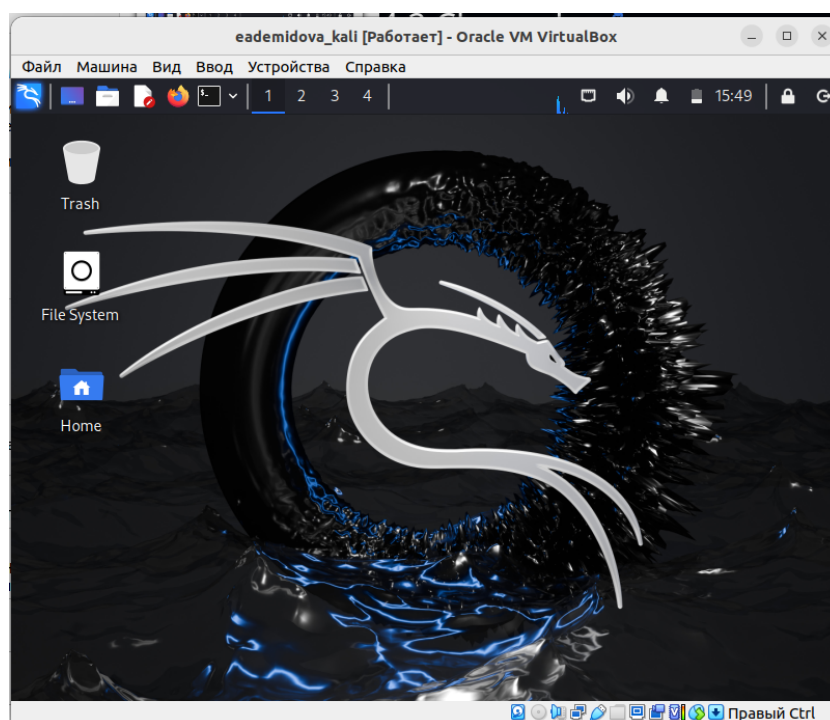 eademidova_kali [Работает] - Oracle VM VirtualBox
Файл Машина Вид Ввод Устройства Справка
1 2 3 4 15:49
Trash
File System
Home
Правый Ctrl